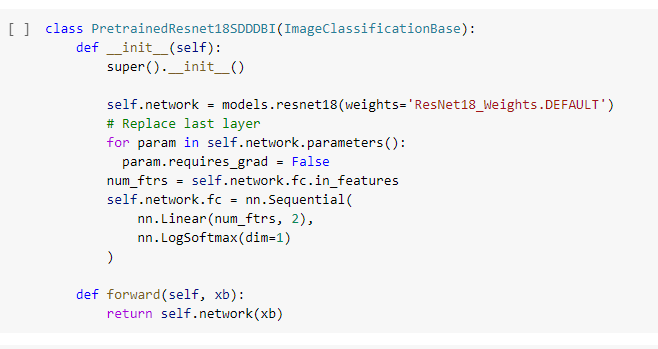 [ ] class PretrainedResnet18SDDDBI(ImageClassificationBase):
    def __init__(self):
        super().__init__()

        self.network = models.resnet18(weights='ResNet18_Weights.DEFAULT')
        # Replace last layer
        for param in self.network.parameters():
          param.requires_grad = False
        num_ftrs = self.network.fc.in_features
        self.network.fc = nn.Sequential(
            nn.Linear(num_ftrs, 2),
            nn.LogSoftmax(dim=1)
        )

    def forward(self, xb):
        return self.network(xb)